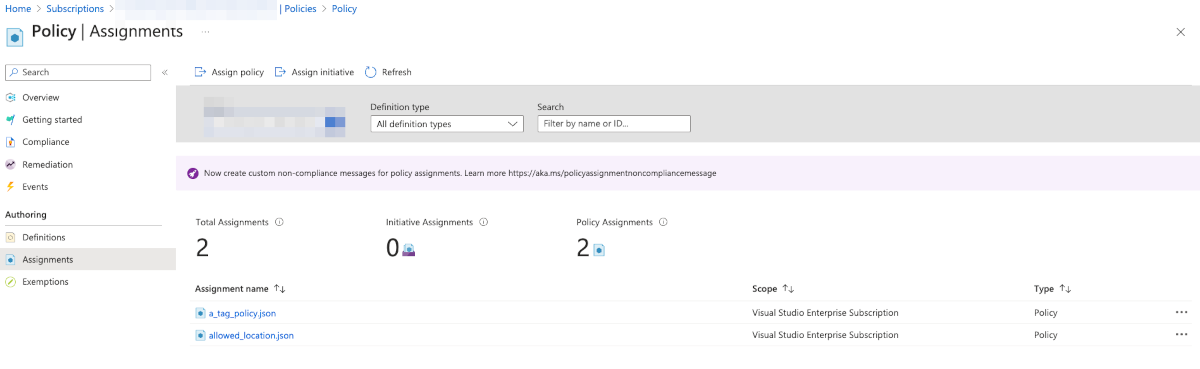 Home > Subscriptions >
| Policies > Policy
Policy | Assignments ...
Search
«
Assign policy
Assign initiative
Refresh
Overview
Getting started
Compliance
Remediation
Events
Authoring
Definitions
Assignments
Exemptions
Definition type
All definition types
Search
Filter by name or ID...
Now create custom non-compliance messages for policy assignments. Learn more https://aka.ms/policyassignmentnoncompliancemessage
Total Assignments
2
Initiative Assignments
0
Policy Assignments
2
Assignment name ↑↓ Scope ↑↓ Type ↑↓
a_tag_policy.json Visual Studio Enterprise Subscription Policy ...
allowed_location.json Visual Studio Enterprise Subscription Policy ...